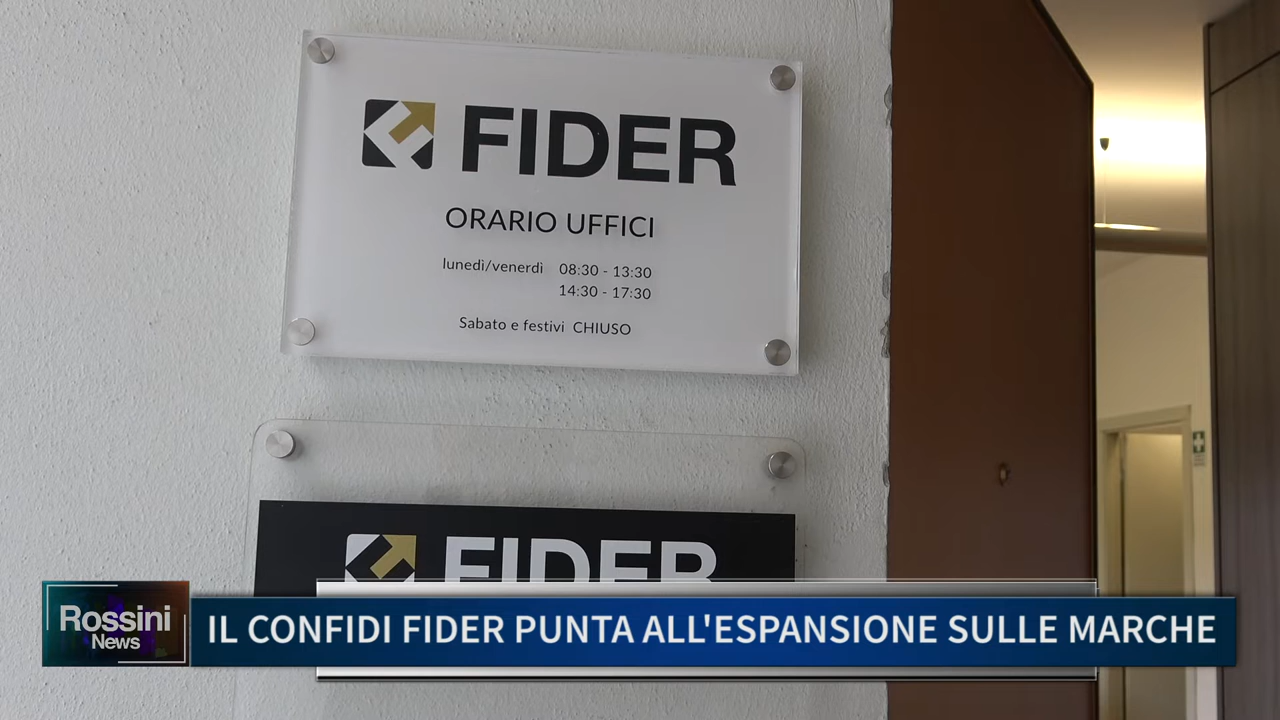 FIDER
ORARIO UFFICI
lunedì/venerdì 08:30 - 13:30
14:30 - 17:30
Sabato e festivi CHIUSO
FIDER
Rossini
News
IL CONFIDI FIDER PUNTA ALL'ESPANSIONE SULLE MARCHE